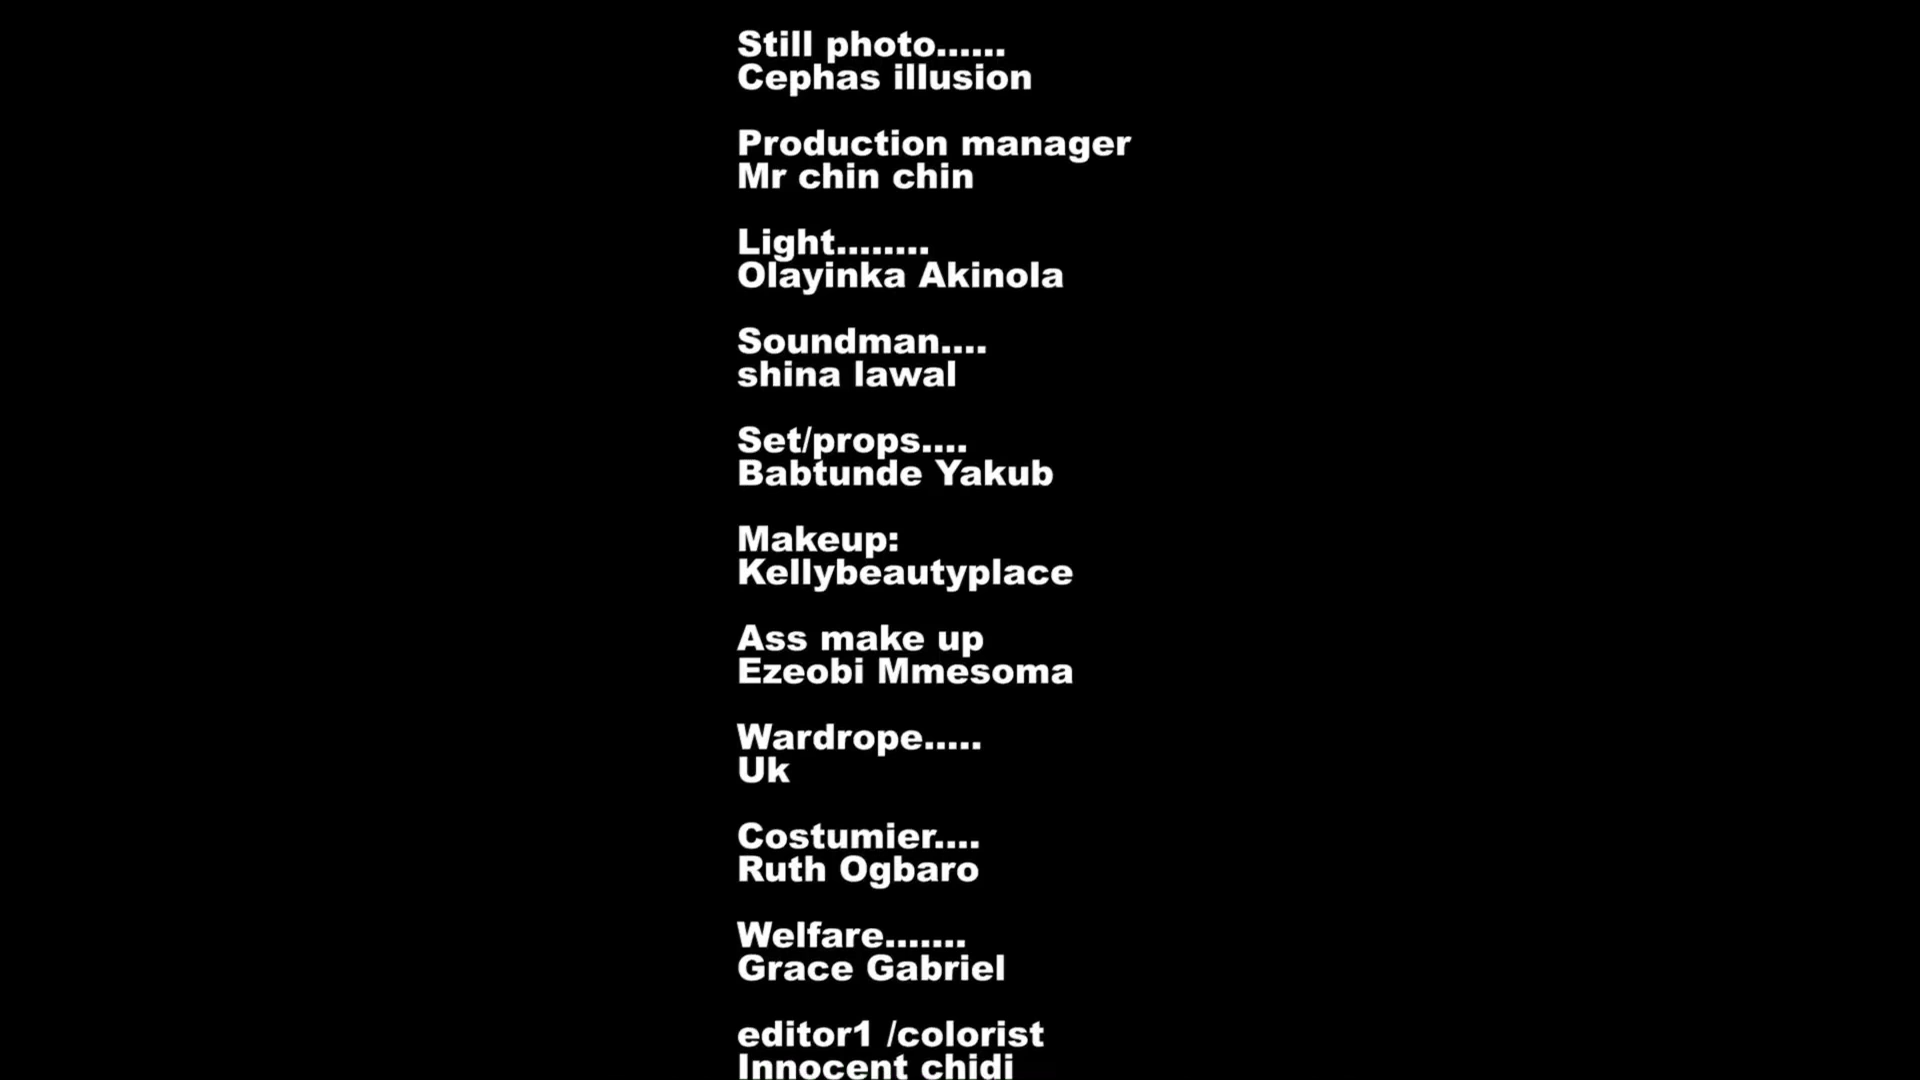 Still photo......
Cephas illusion
Production manager
Mr chin chin
Light........
Olayinka Akinola
Soundman....
shina lawal
Set/props....
Babtunde Yakub
Makeup:
Kellybeautyplace
Ass make up
Ezeobi Mmesoma
Wardrope.....
Uk
Costumier....
Ruth Ogbaro
Welfare.......
Grace Gabriel
editor1 /colorist
Innocent chidi